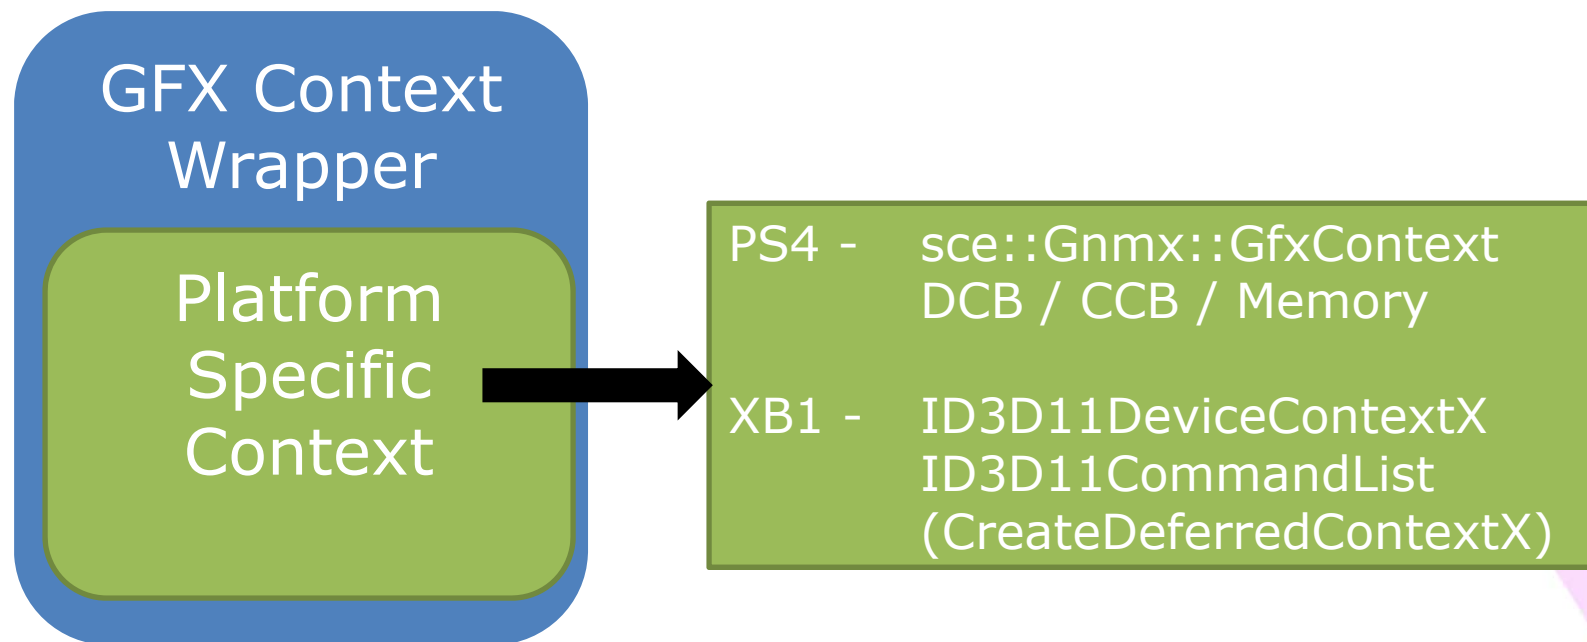 GFX Context
Wrapper
Platform
Specific
Context
PS4 - sce::Gnmx::GfxContext
DCB / CCB / Memory
XB1 - ID3D11DeviceContextX
ID3D11CommandList
(CreateDeferredContextX)